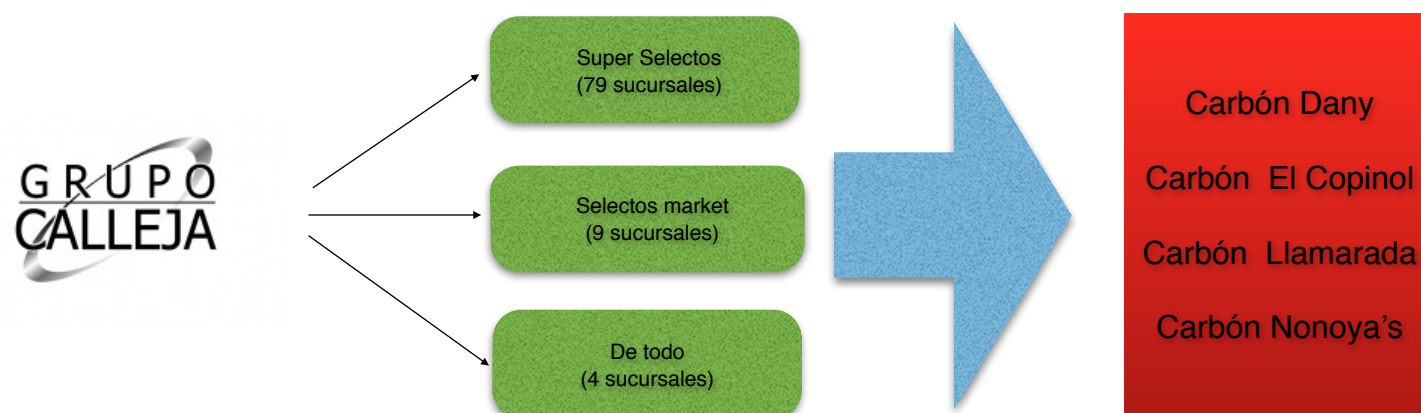 GRUPO
CALLEJA
Super Selectos
(79 sucursales)
Selectos market
(9 sucursales)
De todo
(4 sucursales)
Carbón Dany
Carbón El Copinol
Carbón Llamarada
Carbón Nonoya’s